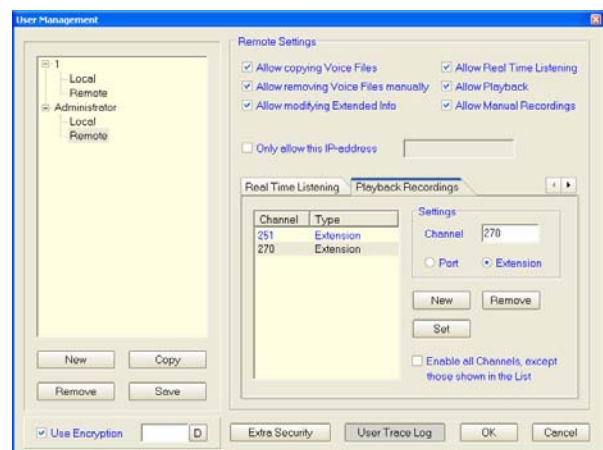 User Management
1
Local
Remote
Administrator
Local
Remote
New Copy
Remove Save
Use Encryption D
Remote Settings
Allow copying Voice Files Allow Real Time Listening
Allow removing Voice Files manually Allow Playback
Allow modifying Extended Info Allow Manual Recordings
Only allow this IP-address
Real Time Listening Playback Recordings
Channel Type
251 Extension
270 Extension
Settings
Channel 270
Port Extension
New Remove
Set
Enable all Channels, except
those shown in the List
Extra Security User Trace Log OK Cancel